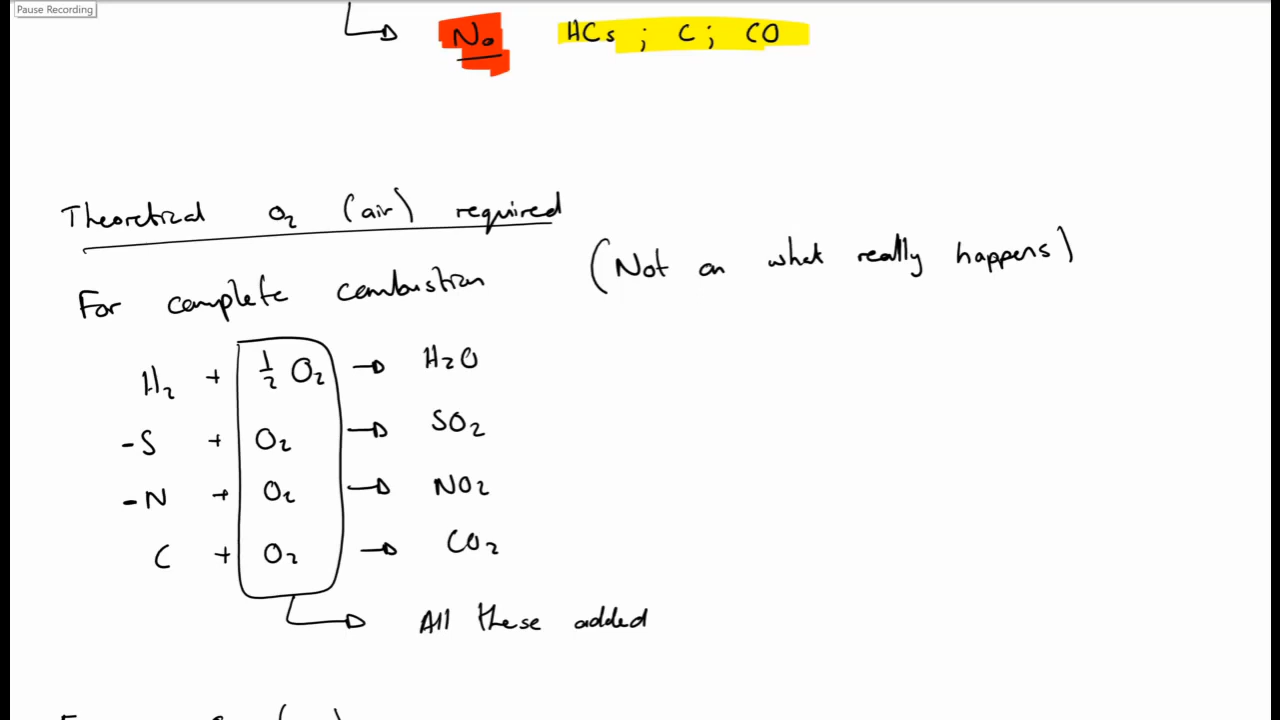 Pause Recording
No HCs ; C ; CO
Theoretical O₂ (air) required
(Not on what really happens)
For complete combustion
H₂ + ½ O₂ → H₂O
-S + O₂ → SO₂
-N + O₂ → NO₂
C + O₂ → CO₂
All these added